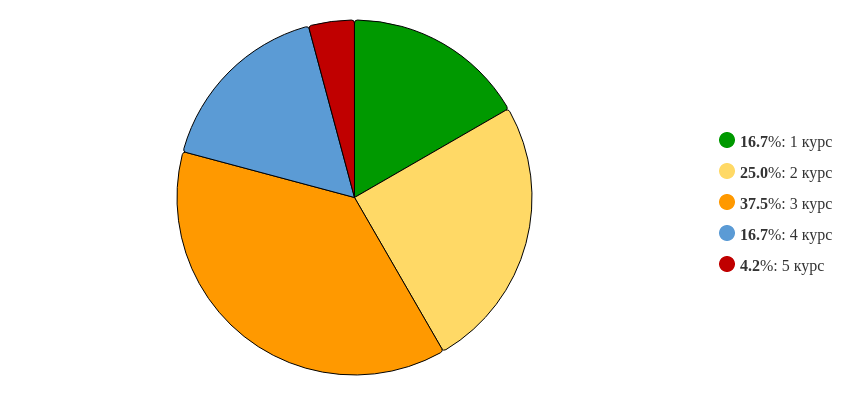 16.7%: 1 курс
25.0%: 2 курс
37.5%: 3 курс
16.7%: 4 курс
4.2%: 5 курс